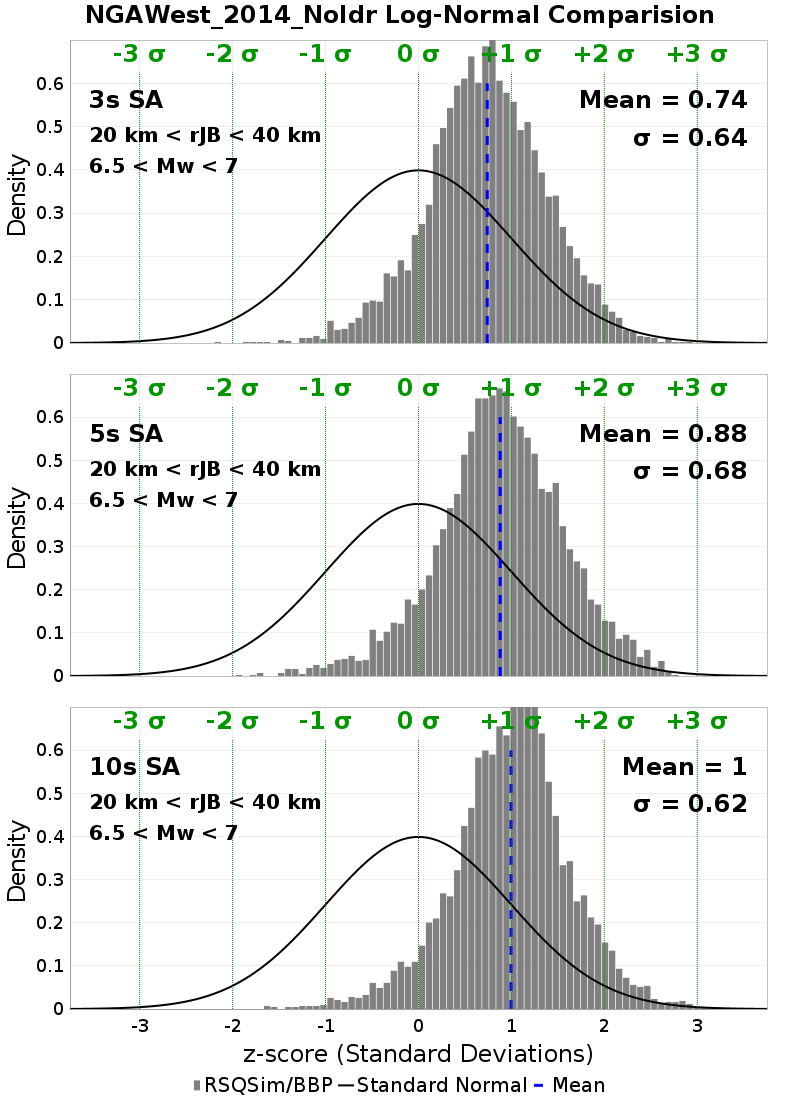 NGAWest_2014_NoIdr Log-Normal Comparision
-3 σ -2 σ -1 σ 0 σ +1 σ +2 σ +3 σ
3s SA
Mean = 0.74
20 km < rJB < 40 km
σ = 0.64
6.5 < Mw < 7
0.6
0.5
0.4
0.3
0.2
0.1
0
Density
-3 σ -2 σ -1 σ 0 σ +1 σ +2 σ +3 σ
5s SA
Mean = 0.88
20 km < rJB < 40 km
σ = 0.68
6.5 < Mw < 7
0.6
0.5
0.4
0.3
0.2
0.1
0
Density
-3 σ -2 σ -1 σ 0 σ +1 σ +2 σ +3 σ
10s SA
Mean = 1
20 km < rJB < 40 km
σ = 0.62
6.5 < Mw < 7
0.6
0.5
0.4
0.3
0.2
0.1
0
Density
-3 -2 -1 0 1 2 3
z-score (Standard Deviations)
RSQSim/BBP Standard Normal Mean